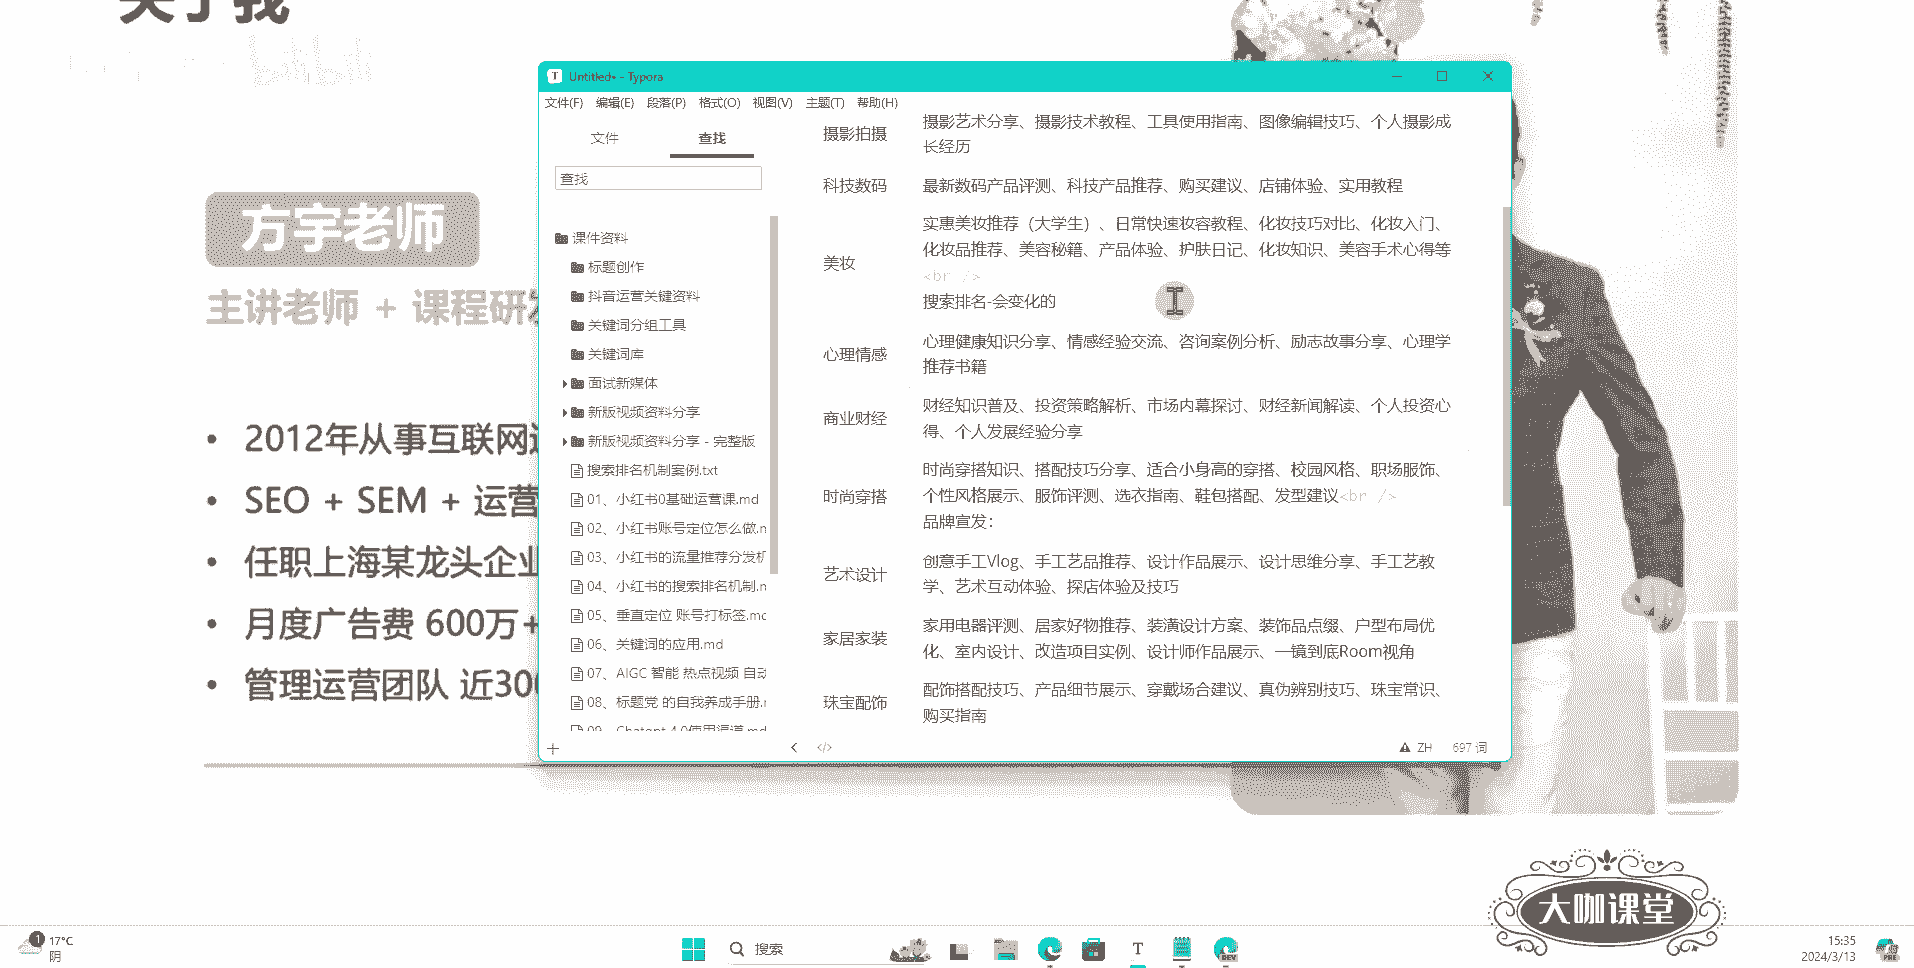 关于我
bilibili
方宇老师
主讲老师 + 课程研发
2012年从事互联网
SEO + SEM + 运营
任职上海某龙头企业
月度广告费 600万+
管理运营团队 近300
Untitled• - Typora
文件(F) 编辑(E) 段落(P) 格式(O) 视图(V) 主题(T) 帮助(H)
文件 查找
查找
课件资料
标题创作
抖音运营关键资料
关键词分组工具
关键词库
面试新媒体
新版视频资料分享
新版视频资料分享 - 完整版
搜索排名机制案例.txt
01、小红书0基础运营课.md
02、小红书账号定位怎么做.m
03、小红书的流量推荐分发机
04、小红书的搜索排名机制.m
05、垂直定位 账号打标签.md
06、关键词的应用.md
07、AIGC 智能 热点视频 自动
08、标题党 的自我养成手册.m
09、Chatgpt 4.0使用渠道.md
摄影拍摄
摄影艺术分享、摄影技术教程、工具使用指南、图像编辑技巧、个人摄影成
长经历
科技数码
最新数码产品评测、科技产品推荐、购买建议、店铺体验、实用教程
美妆
实惠美妆推荐（大学生）、日常快速妆容教程、化妆技巧对比、化妆入门、
化妆品推荐、美容秘籍、产品体验、护肤日记、化妆知识、美容手术心得等
<br />
搜索排名-会变化的
心理情感
心理健康知识分享、情感经验交流、咨询案例分析、励志故事分享、心理学
推荐书籍
商业财经
财经知识普及、投资策略解析、市场内幕探讨、财经新闻解读、个人投资心
得、个人发展经验分享
时尚穿搭
时尚穿搭知识、搭配技巧分享、适合小身高的穿搭、校园风格、职场服饰、
个性风格展示、服饰评测、选衣指南、鞋包搭配、发型建议<br />
品牌宣发：
艺术设计
创意手工Vlog、手工艺品推荐、设计作品展示、设计思维分享、手工艺教
学、艺术互动体验、探店体验及技巧
家居家装
家用电器评测、居家好物推荐、装潢设计方案、装饰品点缀、户型布局优
化、室内设计、改造项目实例、设计师作品展示、一镜到底Room视角
珠宝配饰
配饰搭配技巧、产品细节展示、穿戴场合建议、真伪辨别技巧、珠宝常识、
购买指南
ZH 697 词
大咖课堂
1
17°C
阴
搜索
T
DEV
15:35
2024/3/13
PRE